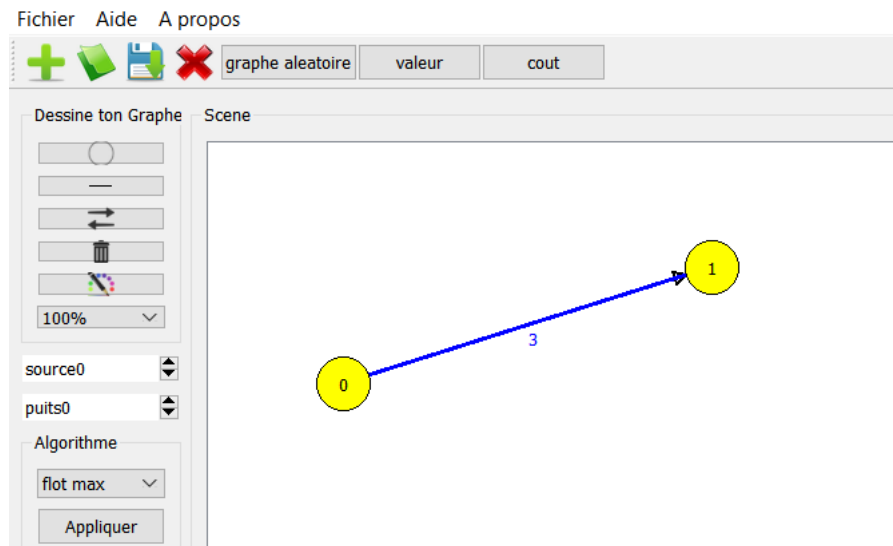 Fichier Aide A propos
graphe aleatoire valeur cout
Dessine ton Graphe Scene
100%
source0
puits0
Algorithme
flot max
Appliquer
1
3
0